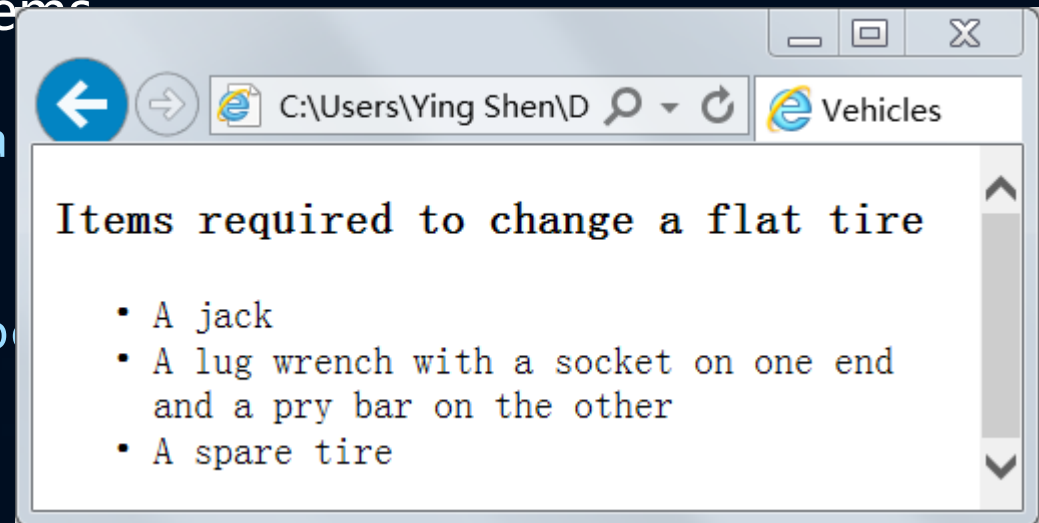 ems
C:\Users\Ying Shen\D
Vehicles
Items required to change a flat tire
• A jack
• A lug wrench with a socket on one end
and a pry bar on the other
• A spare tire